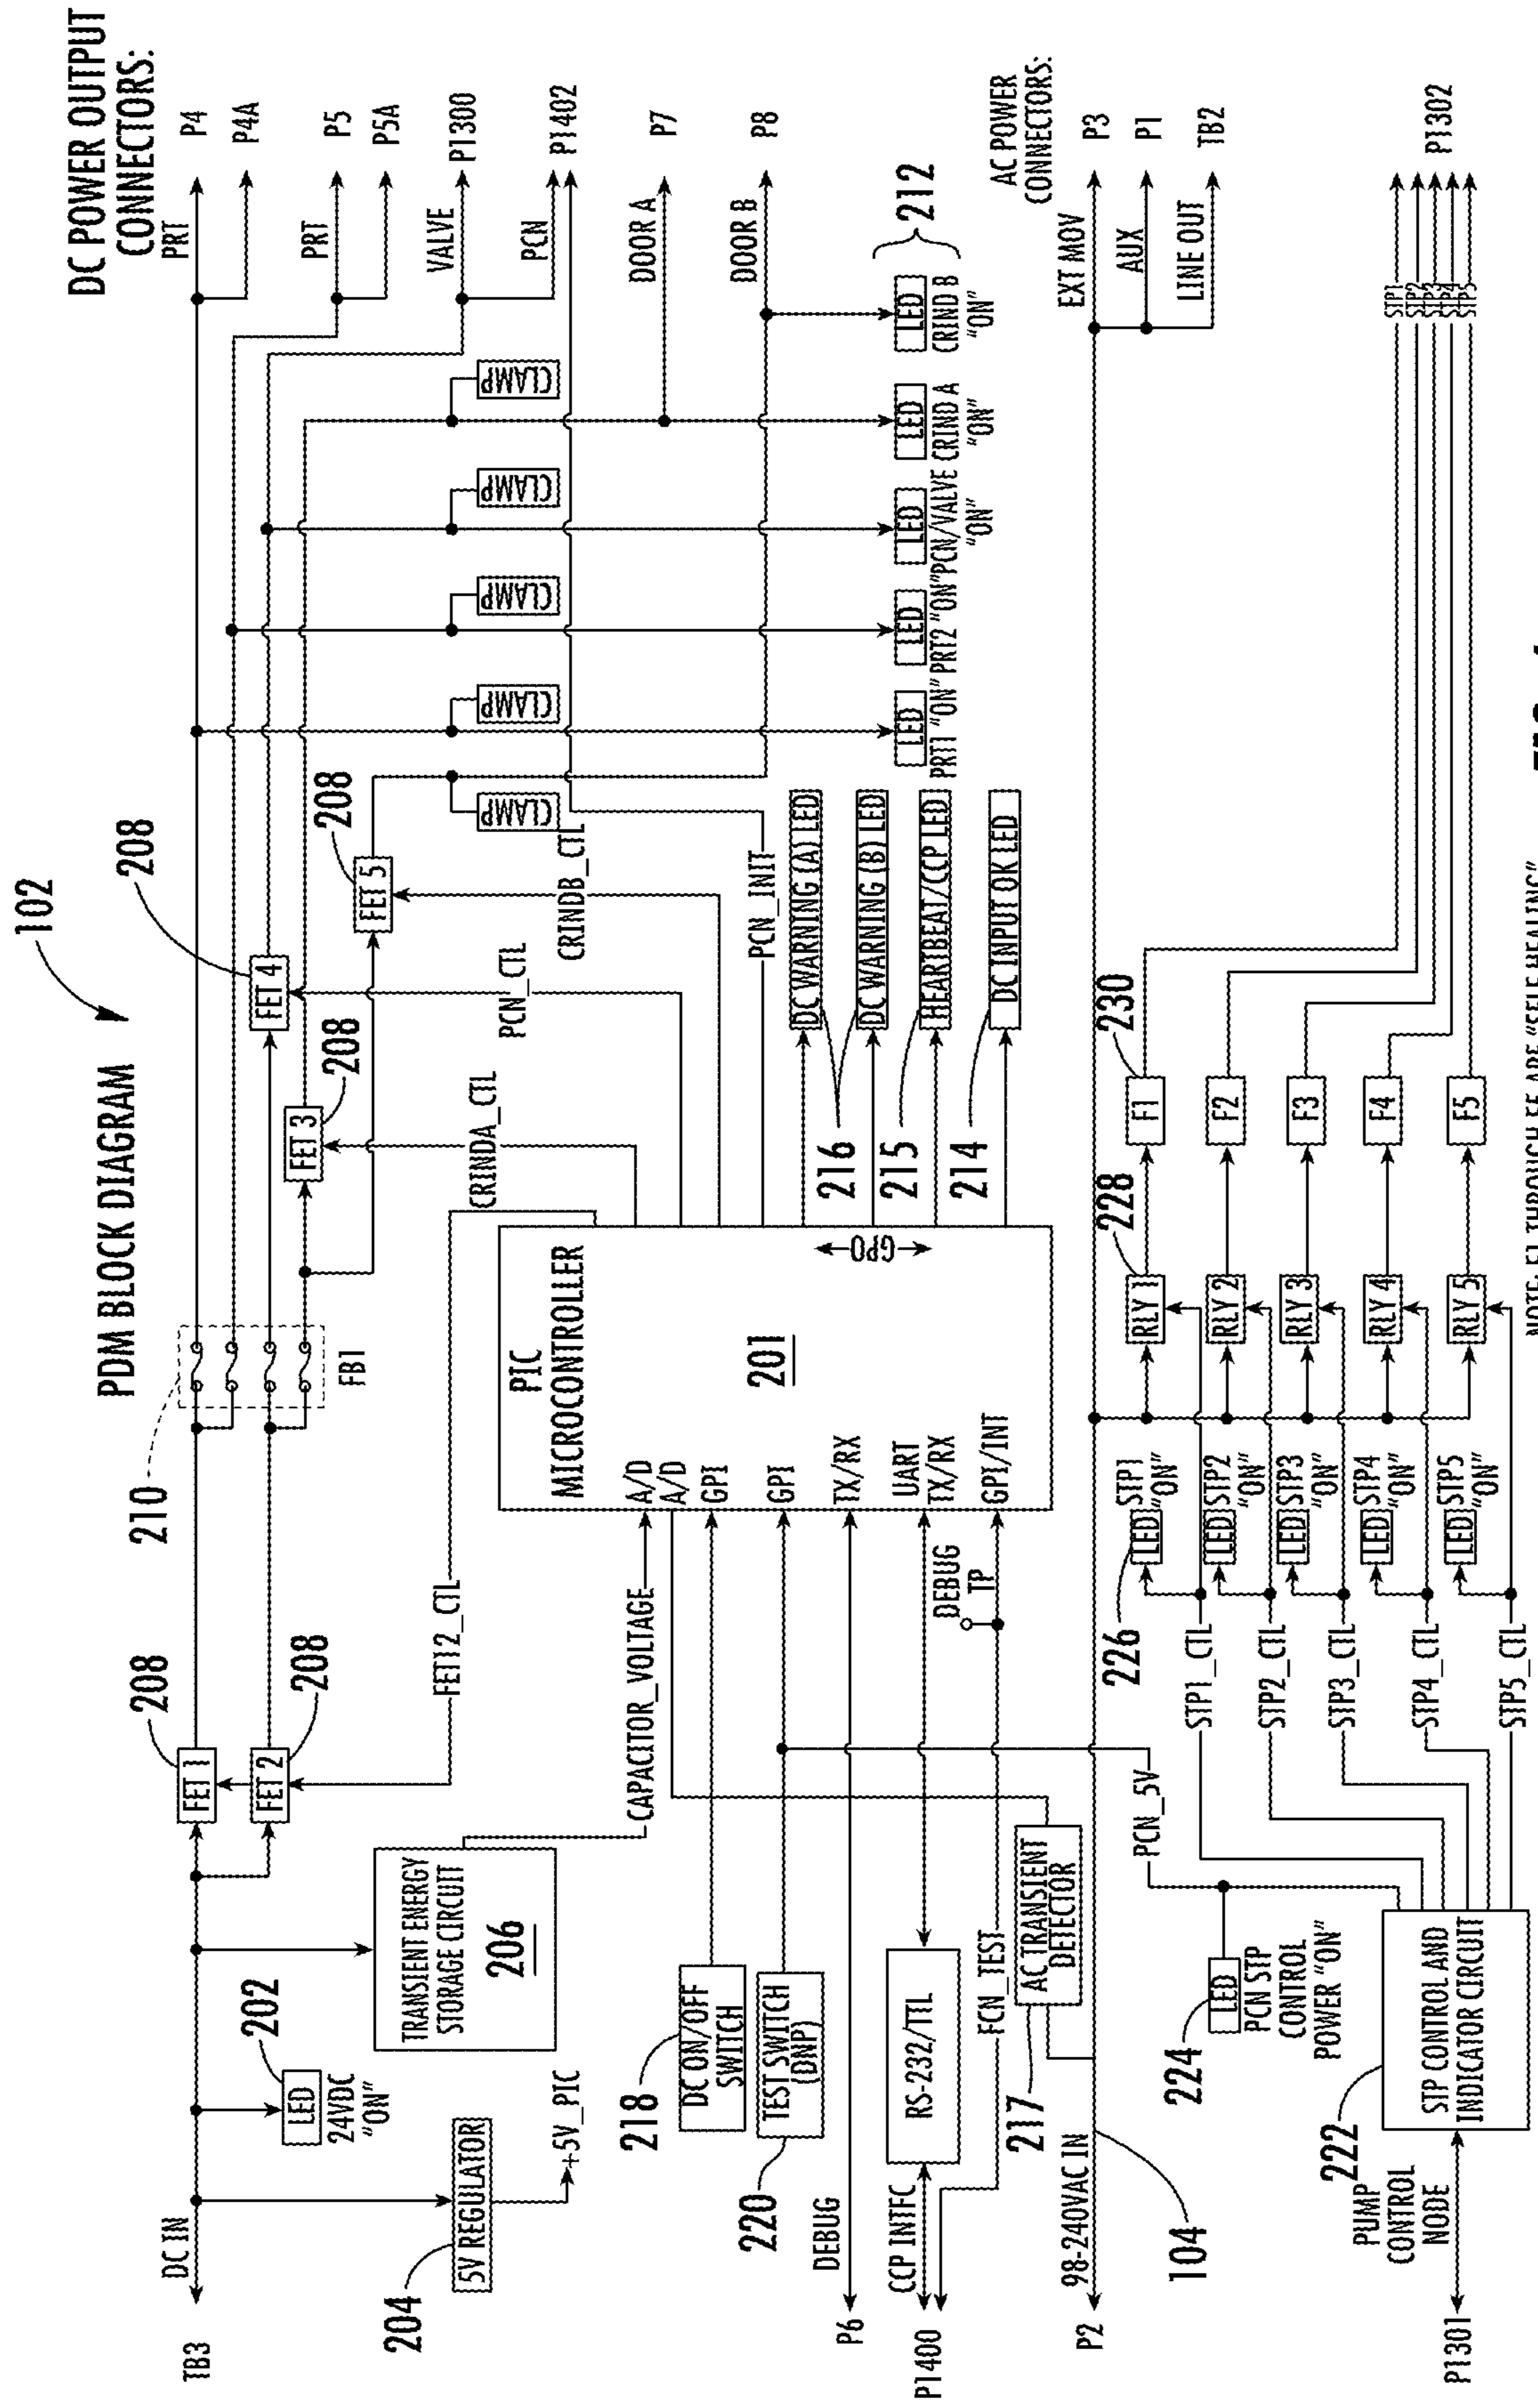 PDM BLOCK DIAGRAM
102
DC POWER OUTPUT
CONNECTORS:
TB3
DC IN
204
5V REGULATOR
+5V_PIC
202
LED
24VDC
"ON"
TRANSIENT ENERGY
STORAGE CIRCUIT
206
208
FET 1
FET 2
208
FET12_CTL
CAPACITOR_VOLTAGE
210
FB1
FET 3
208
CRINDA_CTL
FET 4
208
PCN_CTL
FET 5
208
CRINDB_CTL
PCN_INIT
CLAMP
CLAMP
CLAMP
CLAMP
CLAMP
PRT
P4
P4A
PRT
P5
P5A
VALVE
P1300
PCN
P1402
DOOR A
P7
DOOR B
P8
LED
PRT1 "ON"
LED
PRT2 "ON"
LED
PCN/VALVE
"ON"
LED
CRIND A
"ON"
LED
CRIND B
"ON"
212
PIC
MICROCONTROLLER
201
A/D
A/D
GPI
GPI
TX/RX
UART
TX/RX
GPI/INT
GPO
DC WARNING (A) LED
DC WARNING (B) LED
HEARTBEAT/CCP LED
DC INPUT OK LED
216
215
214
218
DC ON/OFF
SWITCH
220
TEST SWITCH
(DNP)
P6
DEBUG
P1400
CCP INTFC
RS-232/TTL
FCN_TEST
DEBUG
TP
217
AC TRANSIENT
DETECTOR
P2
98-240VAC IN
104
PCN_5V
AC POWER
CONNECTORS:
EXT MOV
P3
AUX
P1
LINE OUT
TB2
224
LED
PCN STP
CONTROL
POWER "ON"
222
PUMP
CONTROL
NODE
P1301
STP CONTROL AND
INDICATOR CIRCUIT
STP1_CTL
STP2_CTL
STP3_CTL
STP4_CTL
STP5_CTL
226
LED STP1
"ON"
LED STP2
"ON"
LED STP3
"ON"
LED STP4
"ON"
LED STP5
"ON"
228
RLY 1
RLY 2
RLY 3
RLY 4
RLY 5
230
F1
F2
F3
F4
F5
STP1
STP2
STP3
STP4
STP5
P1302